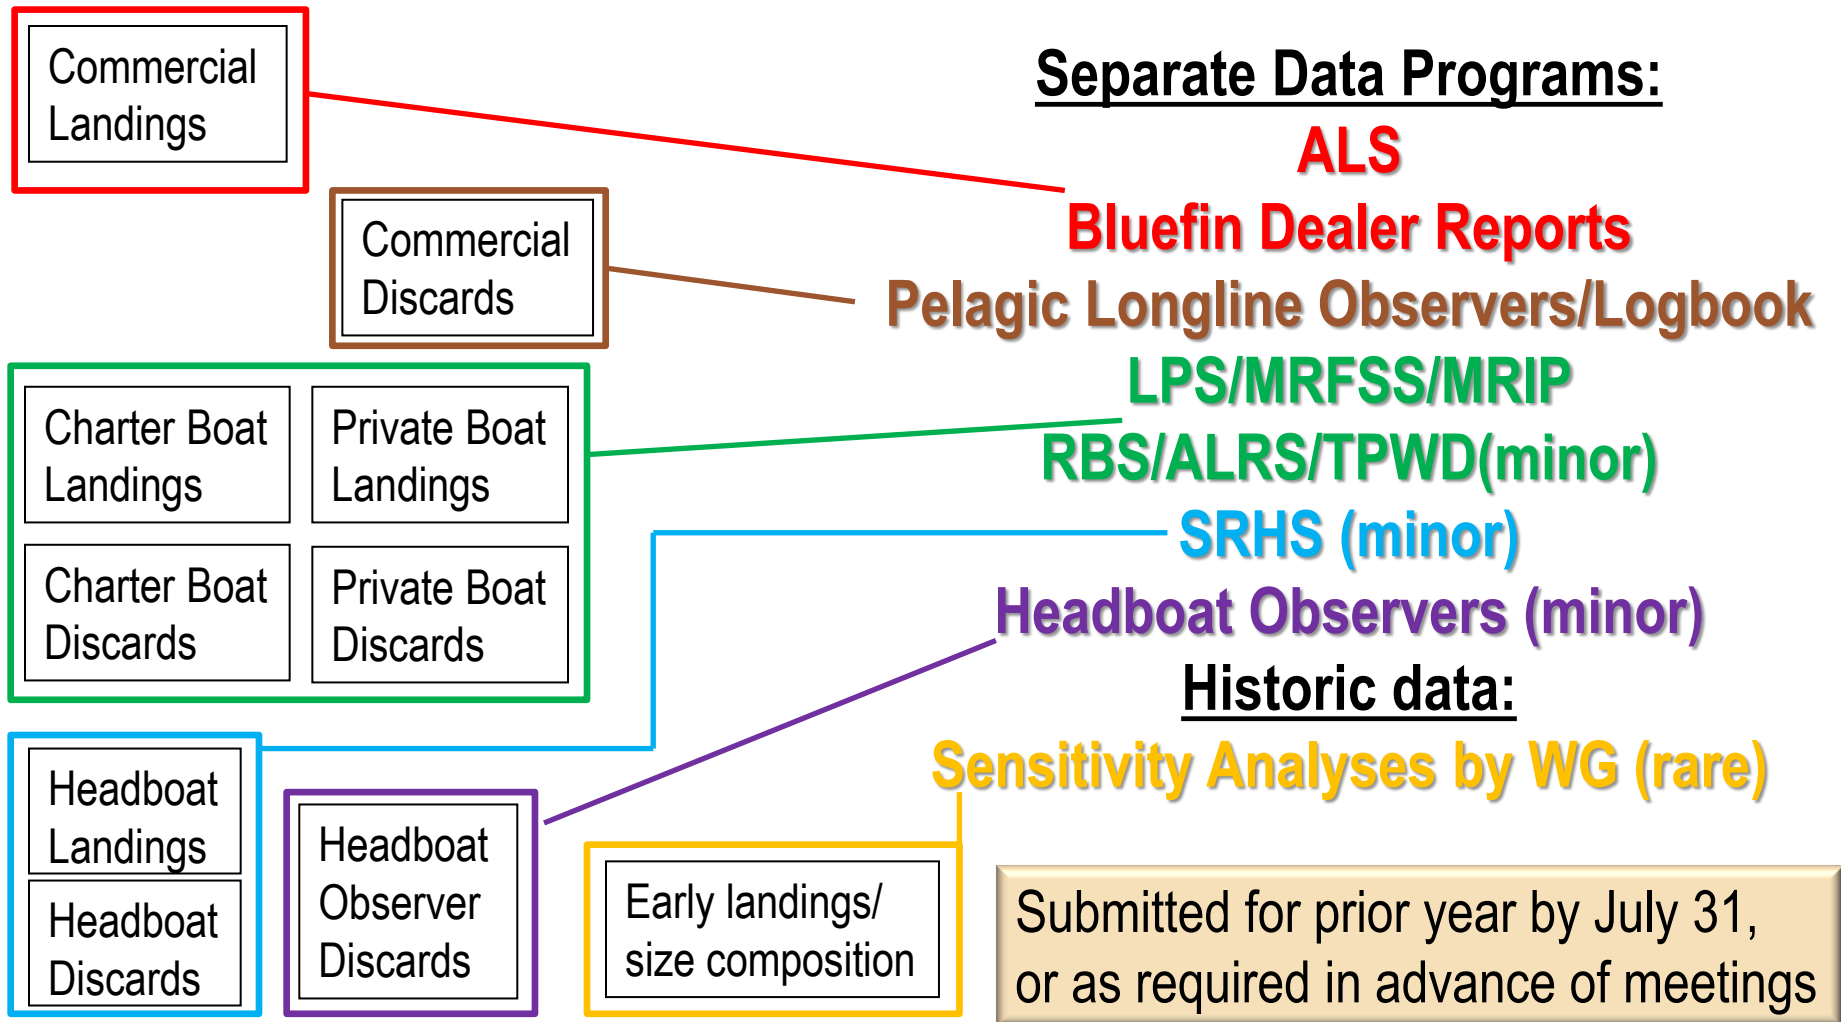 Commercial
Landings
Commercial
Discards
Charter Boat
Landings
Private Boat
Landings
Charter Boat
Discards
Private Boat
Discards
Headboat
Landings
Headboat
Discards
Headboat
Observer
Discards
Early landings/
size composition
Separate Data Programs:
ALS
Bluefin Dealer Reports
Pelagic Longline Observers/Logbook
LPS/MRFSS/MRIP
RBS/ALRS/TPWD(minor)
SRHS (minor)
Headboat Observers (minor)
Historic data:
Sensitivity Analyses by WG (rare)
Submitted for prior year by July 31,
or as required in advance of meetings